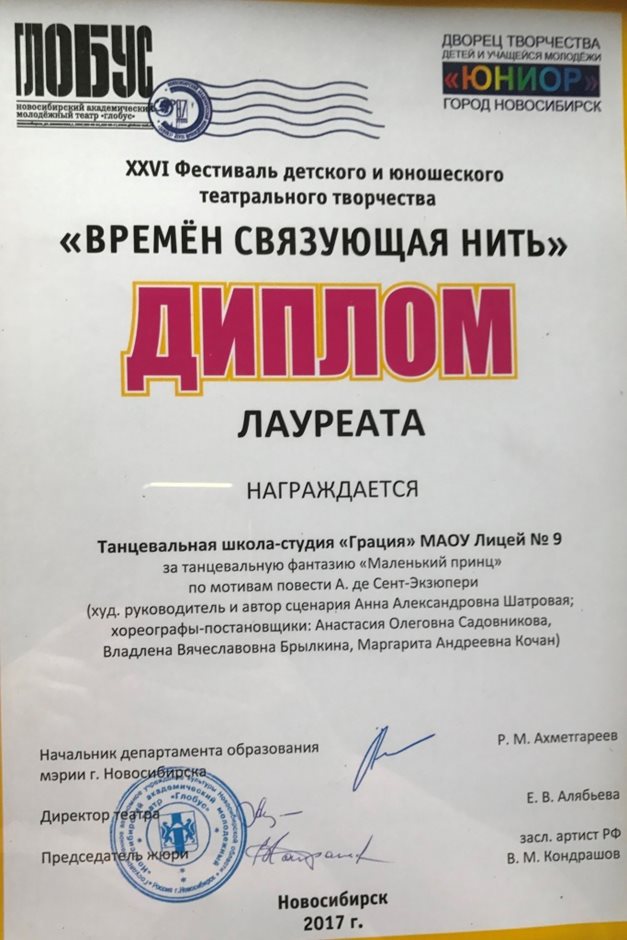 ГЛОБУС
новосибирский академический
молодёжный театр «глобус»
ДВОРЕЦ ТВОРЧЕСТВА
ДЕТЕЙ И УЧАЩЕЙСЯ МОЛОДЁЖИ
«ЮНИОР»
ГОРОД НОВОСИБИРСК
XXVI Фестиваль детского и юношеского
театрального творчества
«ВРЕМЁН СВЯЗУЮЩАЯ НИТЬ»
ДИПЛОМ
ЛАУРЕАТА
НАГРАЖДАЕТСЯ
Танцевальная школа-студия «Грация» МАОУ Лицей № 9
за танцевальную фантазию «Маленький принц»
по мотивам повести А. де Сент-Экзюпери
(худ. руководитель и автор сценария Анна Александровна Шатровая;
хореографы-постановщики: Анастасия Олеговна Садовникова,
Владлена Вячеславовна Брылкина, Маргарита Андреевна Кочан)
Начальник департамента образования
мэрии г. Новосибирска
Р. М. Ахметгареев
Директор театра
Е. В. Алябьева
Председатель жюри
засл. артист РФ
В. М. Кондрашов
академический молодежный
театр «Глобус»
Новосибирск
2017 г.